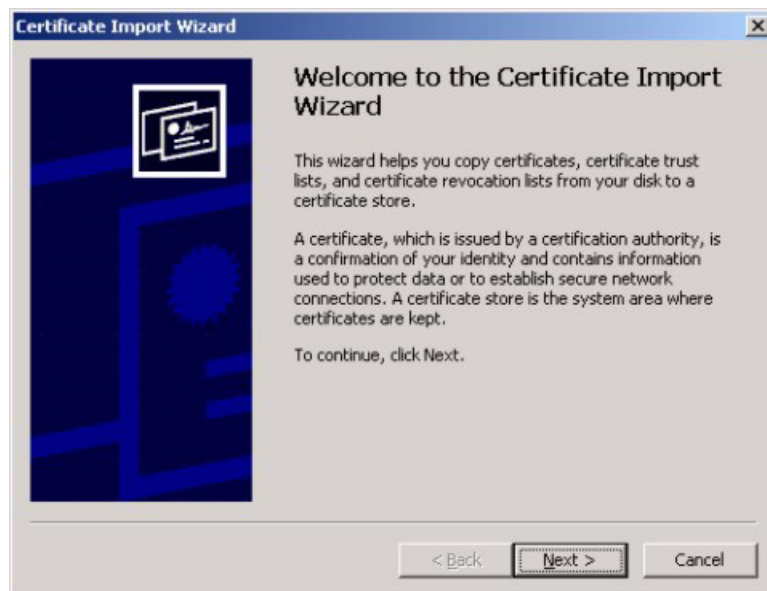 Certificate Import Wizard
Welcome to the Certificate Import
Wizard
This wizard helps you copy certificates, certificate trust
lists, and certificate revocation lists from your disk to a
certificate store.
A certificate, which is issued by a certification authority, is
a confirmation of your identity and contains information
used to protect data or to establish secure network
connections. A certificate store is the system area where
certificates are kept.
To continue, click Next.
< Back
Next >
Cancel